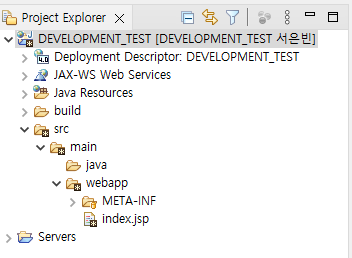 Project Explorer
DEVELOPMENT_TEST [DEVELOPMENT_TEST 서은빈]
Deployment Descriptor: DEVELOPMENT_TEST
JAX-WS Web Services
Java Resources
build
src
main
java
webapp
META-INF
index.jsp
Servers